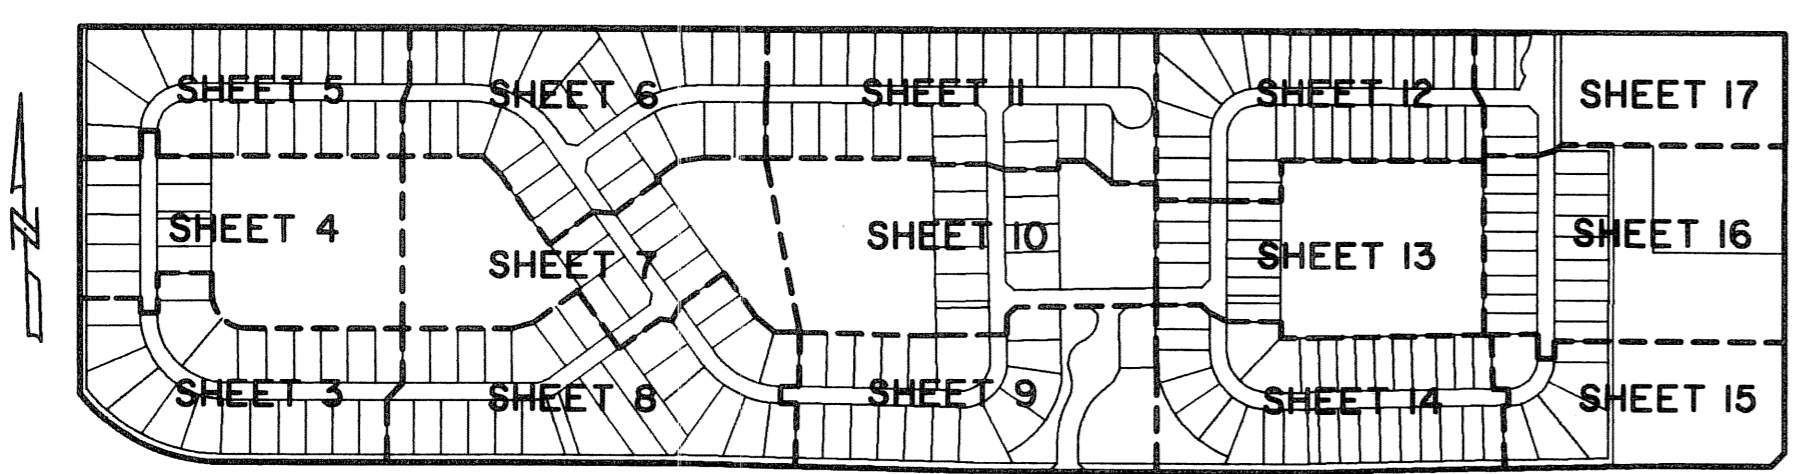 SHEET 5
SHEET 6
SHEET 11
SHEET 12
SHEET 17
N
SHEET 4
SHEET 7
SHEET 10
SHEET 13
SHEET 16
SHEET 3
SHEET 8
SHEET 9
SHEET 14
SHEET 15